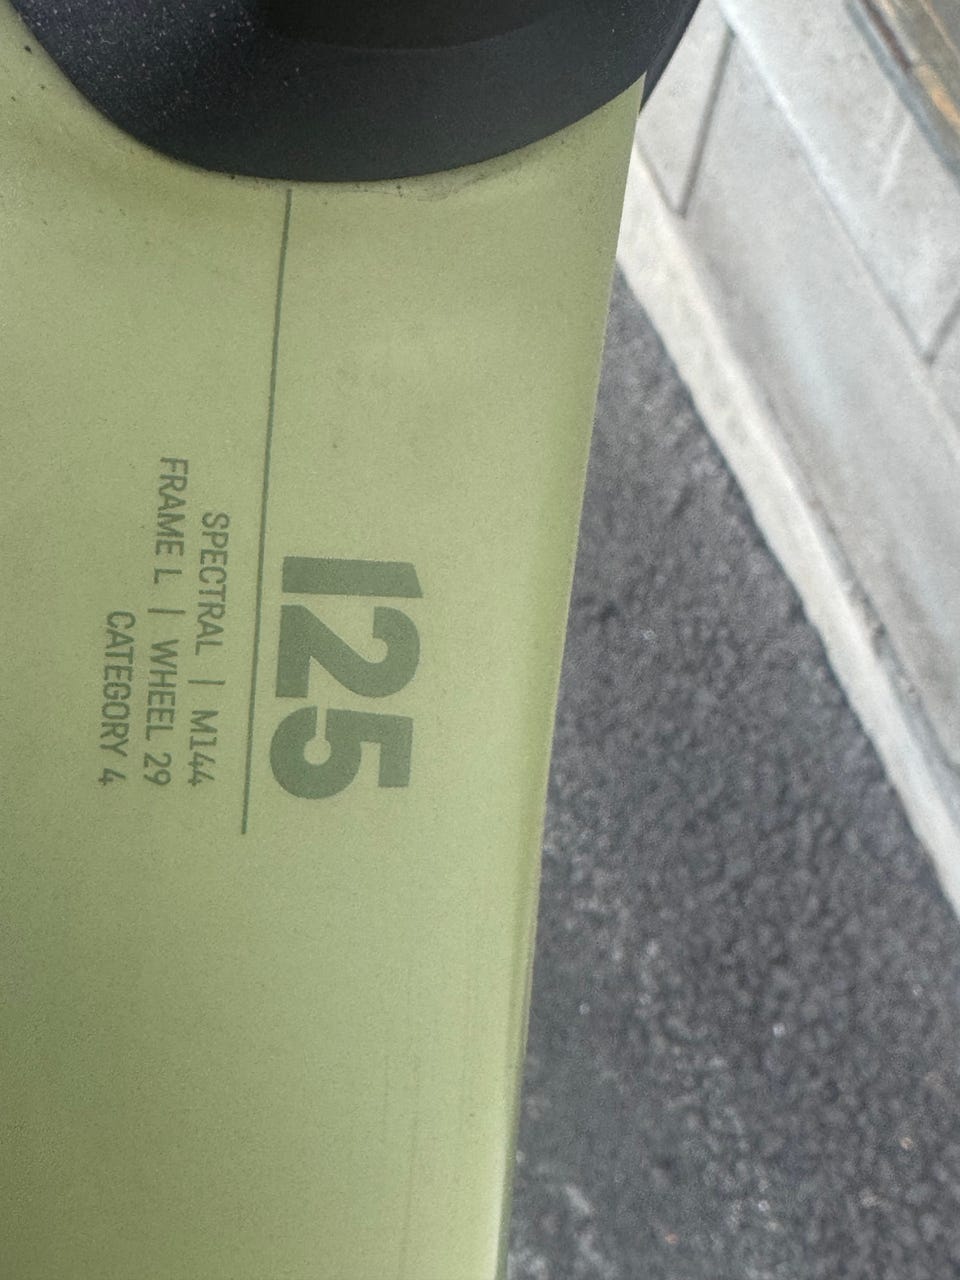 125
SPECTRAL | M144
FRAME L | WHEEL 29
CATEGORY 4